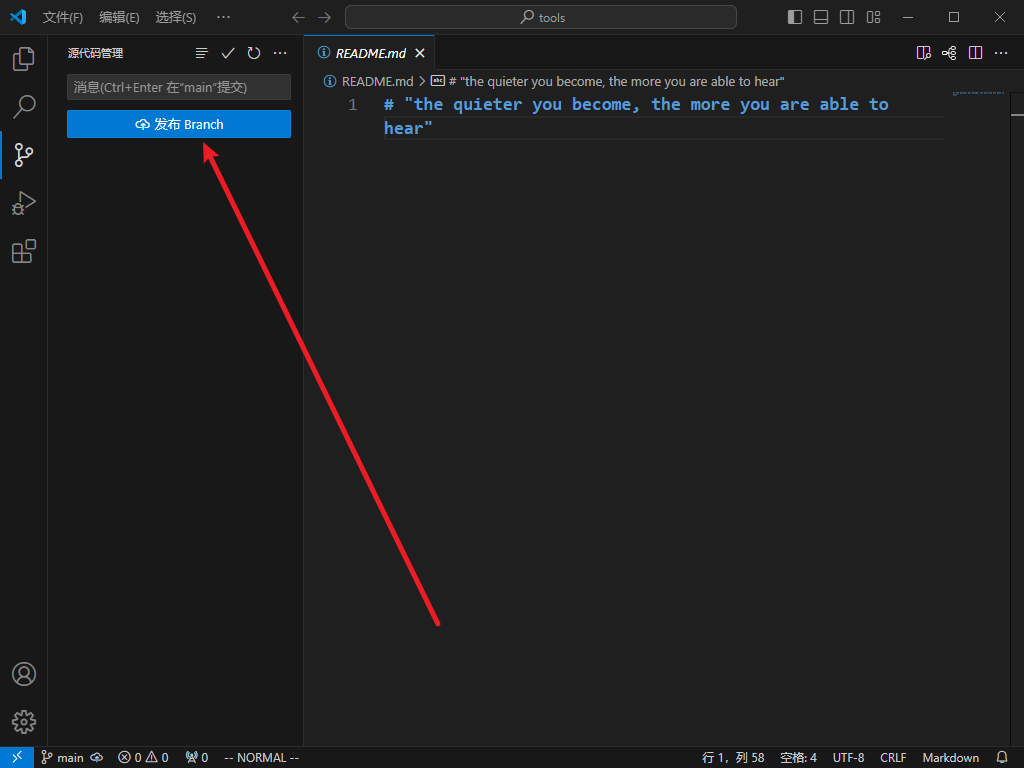 文件(F) 编辑(E) 选择(S) ··· tools
源代码管理
消息(Ctrl+Enter 在“main”提交)
发布 Branch
README.md
README.md > # "the quieter you become, the more you are able to hear"
1 # "the quieter you become, the more you are able to
hear"
main 0 0 0 -- NORMAL -- 行 1，列 58 空格: 4 UTF-8 CRLF Markdown